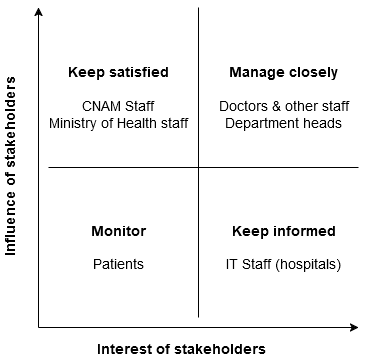 Influence of stakeholders
Keep satisfied
CNAM Staff
Ministry of Health staff
Manage closely
Doctors & other staff
Department heads
Monitor
Patients
Keep informed
IT Staff (hospitals)
Interest of stakeholders